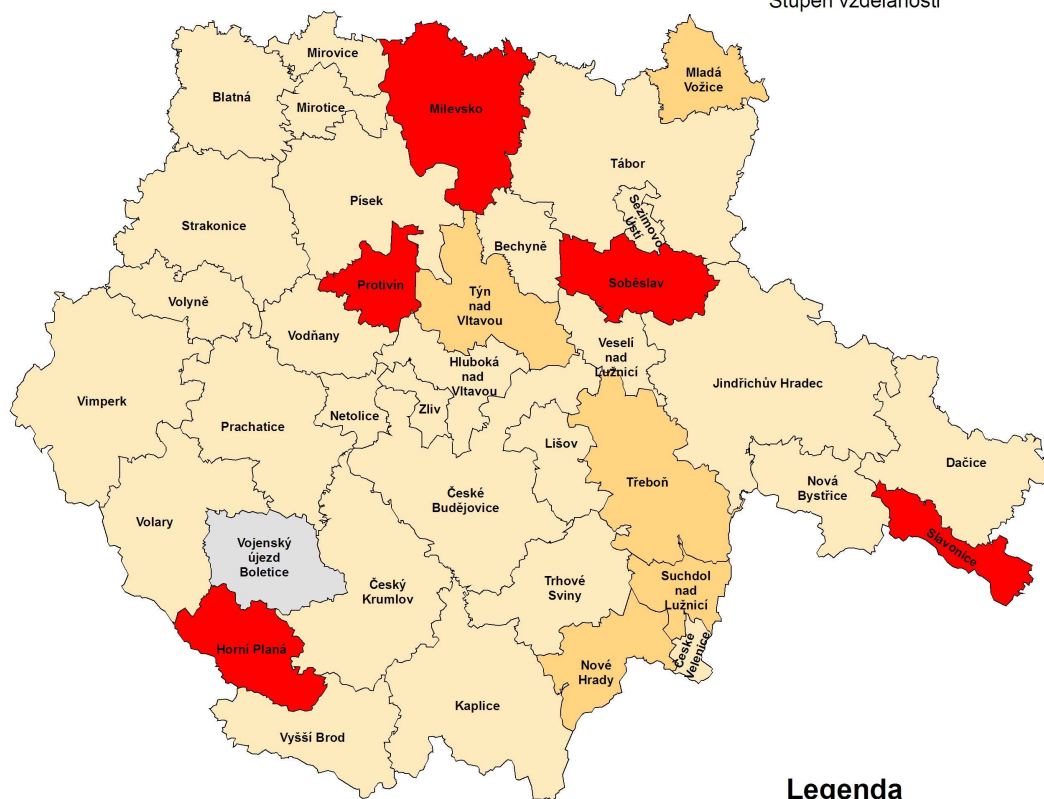 Stupeň vzdělanosti
Mirovice
Mladá
Vožice
Blatná
Mirotice
Milevsko
Tábor
Písek
Sezimovo
Ústí
Strakonice
Bechyně
Protivín
Soběslav
Týn
nad
Vltavou
Volyně
Vodňany
Veselí
nad
Lužnicí
Hluboká
nad
Vltavou
Jindřichův Hradec
Vimperk
Netolice
Zliv
Prachatice
Lišov
Dačice
Třeboň
Nová
Bystřice
České
Budějovice
Volary
Slavonice
Vojenský
újezd
Boletice
Český
Krumlov
Trhové
Sviny
Suchdol
nad
Lužnicí
České
Velenice
Horní Planá
Nové
Hrady
Kaplice
Vyšší Brod
Legenda